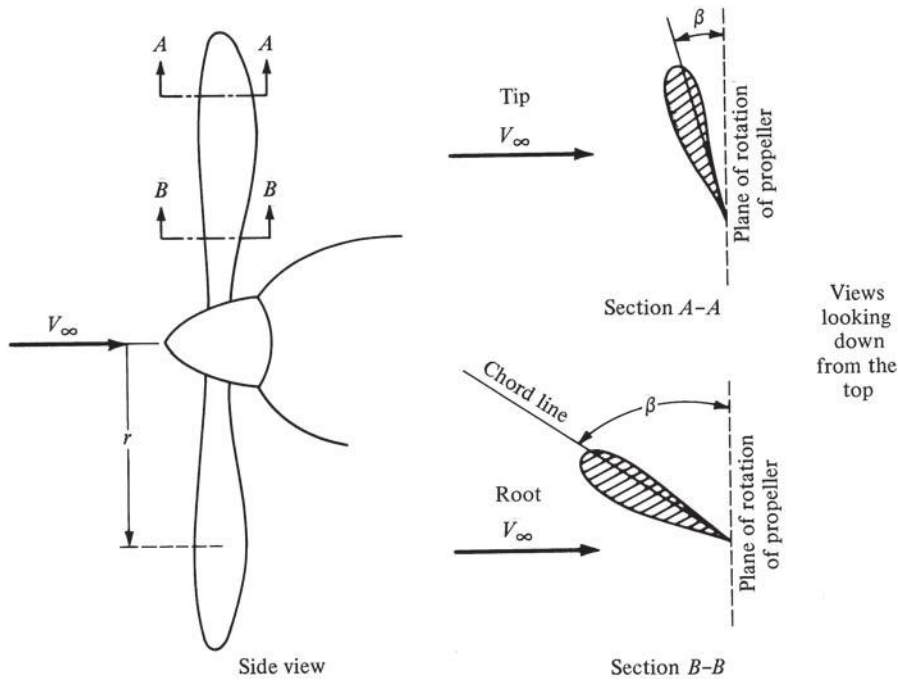 A
A
B
B
V∞
r
Side view
β
Tip
V∞
Plane of rotation
of propeller
Section A–A
Chord line
β
Root
V∞
Plane of rotation
of propeller
Section B–B
Views
looking
down
from the
top